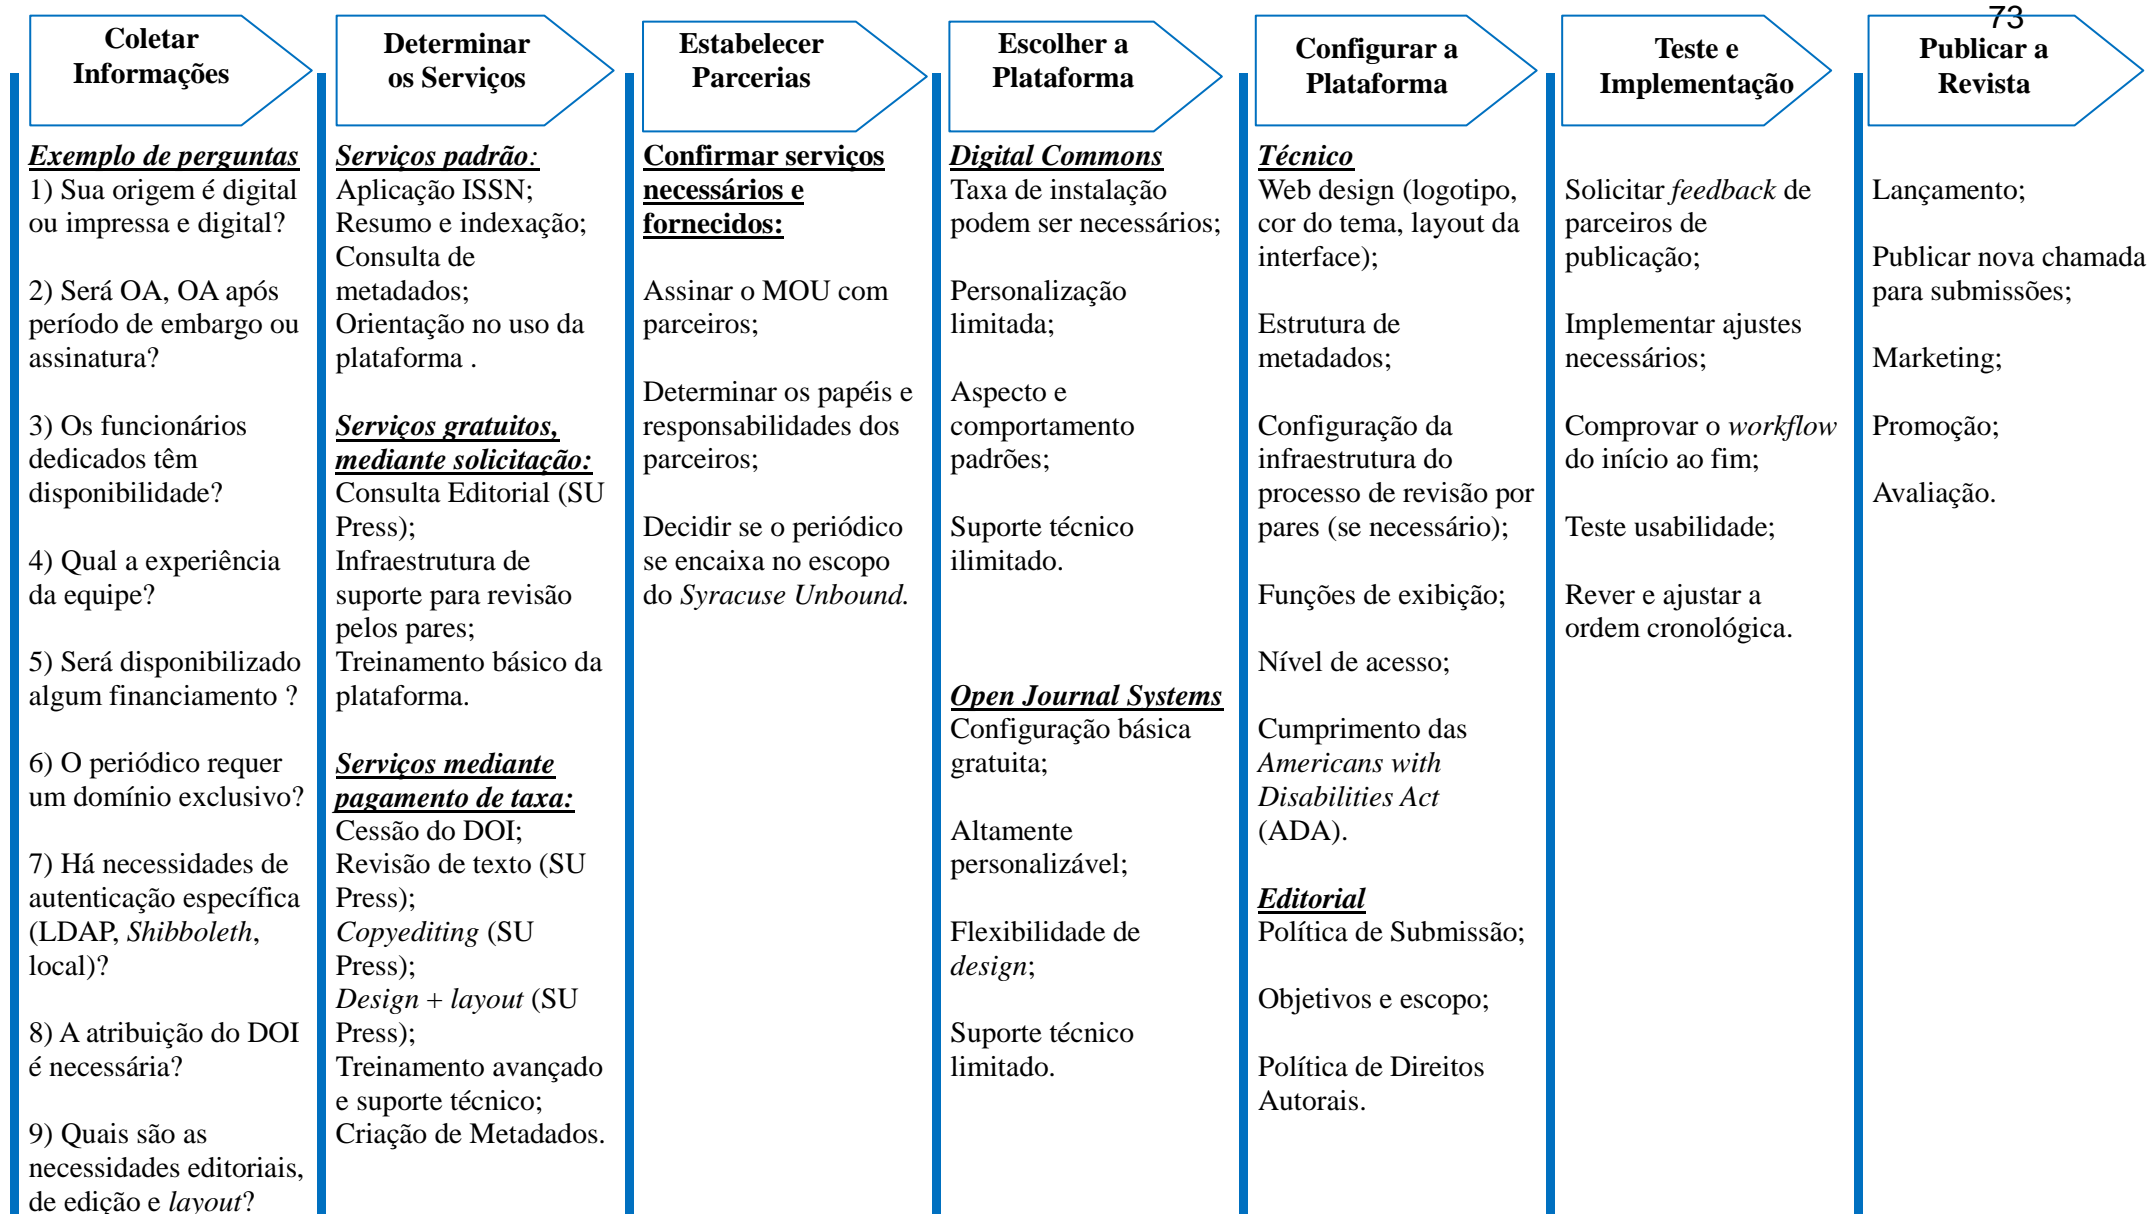 73
Coletar
Informações
Exemplo de perguntas
1) Sua origem é digital
ou impressa e digital?
2) Será OA, OA após
período de embargo ou
assinatura?
3) Os funcionários
dedicados têm
disponibilidade?
4) Qual a experiência
da equipe?
5) Será disponibilizado
algum financiamento ?
6) O periódico requer
um domínio exclusivo?
7) Há necessidades de
autenticação específica
(LDAP, Shibboleth,
local)?
8) A atribuição do DOI
é necessária?
9) Quais são as
necessidades editoriais,
de edição e layout?
Determinar
os Serviços
Serviços padrão:
Aplicação ISSN;
Resumo e indexação;
Consulta de
metadados;
Orientação no uso da
plataforma .
Serviços gratuitos,
mediante solicitação:
Consulta Editorial (SU
Press);
Infraestrutura de
suporte para revisão
pelos pares;
Treinamento básico da
plataforma.
Serviços mediante
pagamento de taxa:
Cessão do DOI;
Revisão de texto (SU
Press);
Copyediting (SU
Press);
Design + layout (SU
Press);
Treinamento avançado
e suporte técnico;
Criação de Metadados.
Estabelecer
Parcerias
Confirmar serviços
necessários e
fornecidos:
Assinar o MOU com
parceiros;
Determinar os papéis e
responsabilidades dos
parceiros;
Decidir se o periódico
se encaixa no escopo
do Syracuse Unbound.
Escolher a
Plataforma
Digital Commons
Taxa de instalação
podem ser necessários;
Personalização
limitada;
Aspecto e
comportamento
padrões;
Suporte técnico
ilimitado.
Open Journal Systems
Configuração básica
gratuita;
Altamente
personalizável;
Flexibilidade de
design;
Suporte técnico
limitado.
Configurar a
Plataforma
Técnico
Web design (logotipo,
cor do tema, layout da
interface);
Estrutura de
metadados;
Configuração da
infraestrutura do
processo de revisão por
pares (se necessário);
Funções de exibição;
Nível de acesso;
Cumprimento das
Americans with
Disabilities Act
(ADA).
Editorial
Política de Submissão;
Objetivos e escopo;
Política de Direitos
Autorais.
Teste e
Implementação
Solicitar feedback de
parceiros de
publicação;
Implementar ajustes
necessários;
Comprovar o workflow
do início ao fim;
Teste usabilidade;
Rever e ajustar a
ordem cronológica.
Publicar a
Revista
Lançamento;
Publicar nova chamada
para submissões;
Marketing;
Promoção;
Avaliação.